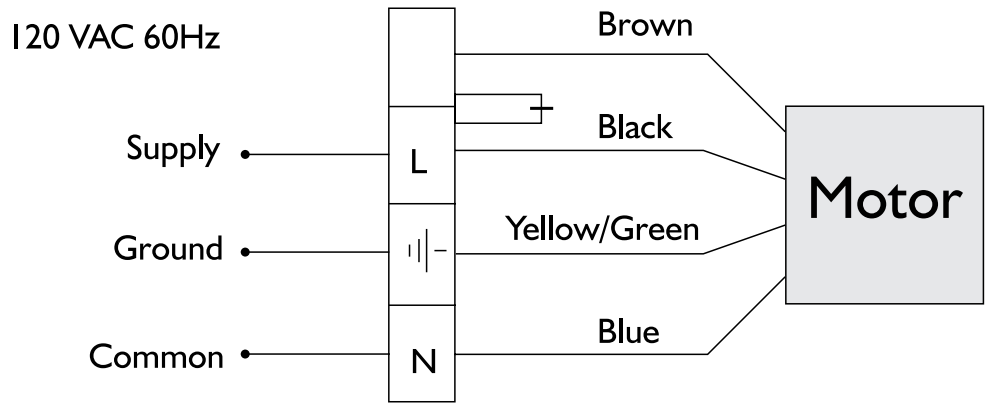 120 VAC 60Hz
Brown
Black
Supply
L
Motor
Yellow/Green
Ground
Blue
Common
N